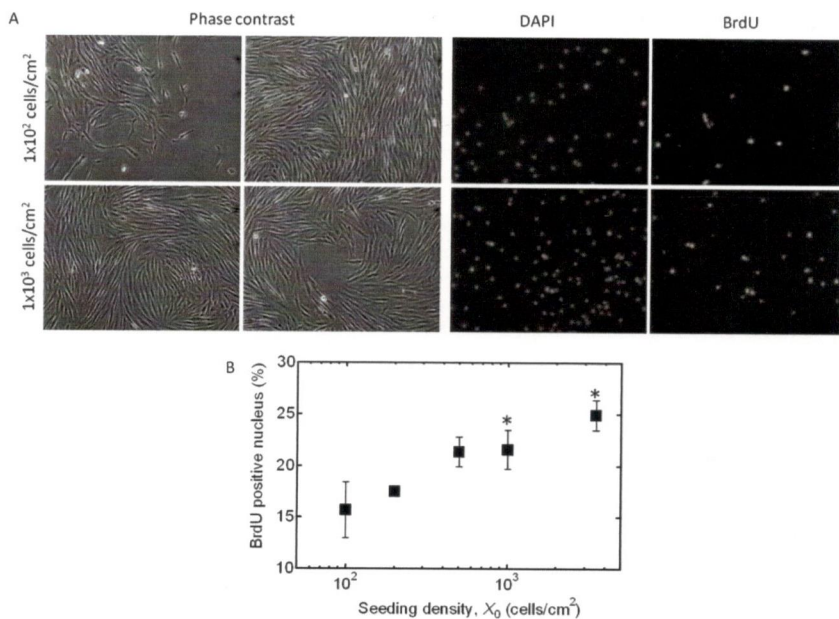 A
Phase contrast
DAPI
BrdU
1x10² cells/cm²
1x10³ cells/cm²
B
BrdU positive nucleus (%)
30
25
20
15
10
*
*
10²
10³
Seeding density, X₀ (cells/cm²)